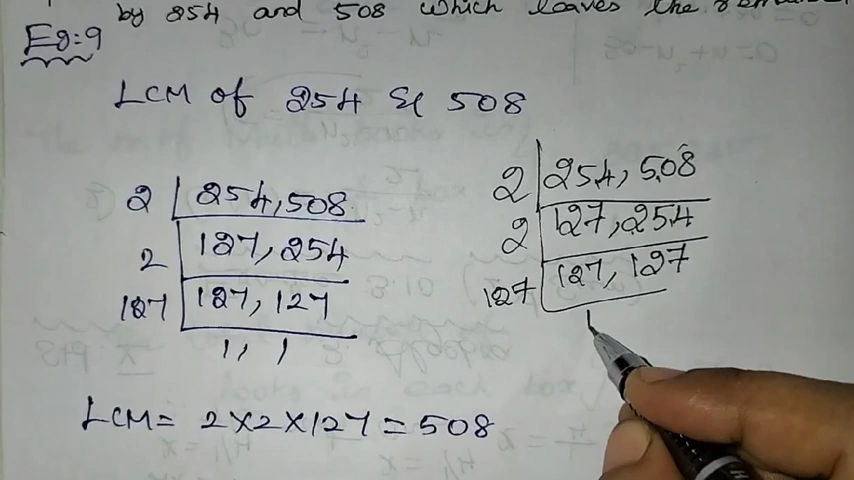 by 254 and 508 which leaves the
Eg:9
LCM of 254 & 508
2 | 254, 508
2 | 127, 254
127 | 127, 127
1, 1
LCM = 2 x 2 x 127 = 508
2 | 254, 508
2 | 127, 254
127 | 127, 127
1